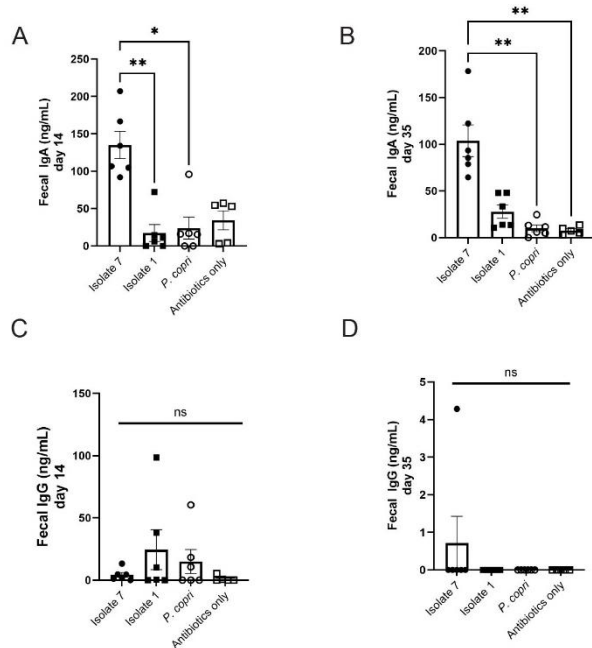 A
*
**
200
150
100
50
0
250
Fecal IgA (ng/mL)
day 14
Isolate 7
Isolate 1
P. copri
Antibiotics only
B
**
**
200
150
100
50
0
Fecal IgA (ng/mL)
day 35
Isolate 7
Isolate 1
P. copri
Antibiotics only
C
ns
150
100
50
0
Fecal IgG (ng/mL)
day 14
Isolate 7
Isolate 1
P. copri
Antibiotics only
D
ns
5
4
3
2
1
0
Fecal IgG (ng/mL)
day 35
Isolate 7
Isolate 1
P. copri
Antibiotics only